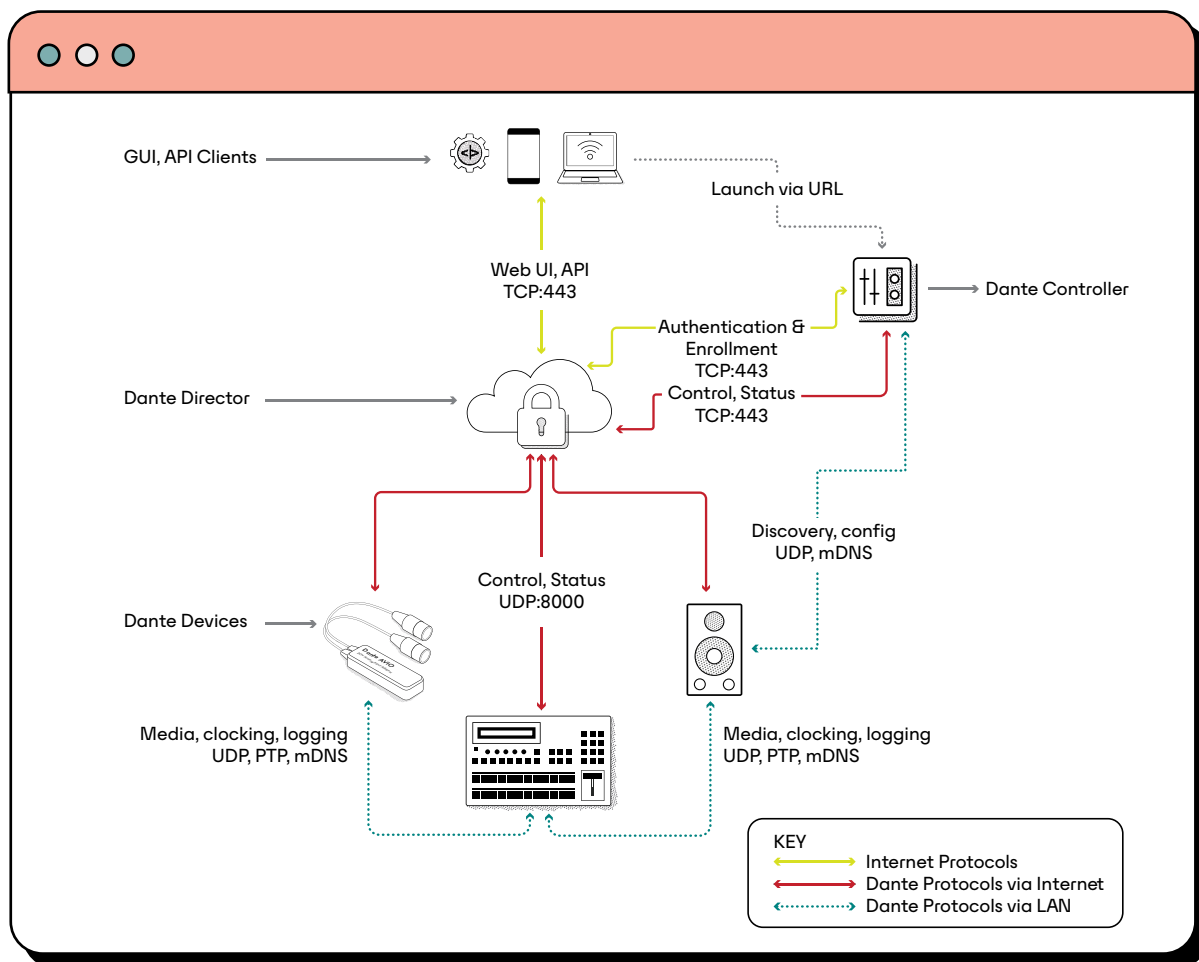 GUI, API Clients
</>
Launch via URL
Web UI, API
TCP:443
Dante Controller
Authentication &
Enrollment
TCP:443
Control, Status
TCP:443
Dante Director
Discovery, config
UDP, mDNS
Control, Status
UDP:8000
Dante Devices
Dante AVIO
Media, clocking, logging
UDP, PTP, mDNS
Media, clocking, logging
UDP, PTP, mDNS
KEY
Internet Protocols
Dante Protocols via Internet
Dante Protocols via LAN